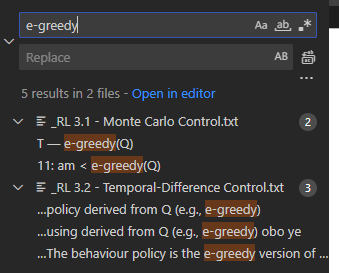 e-greedy
Aa ab .*
Replace
AB
...
5 results in 2 files - Open in editor
_RL 3.1 - Monte Carlo Control.txt 2
T — e-greedy(Q)
11: am < e-greedy(Q)
_RL 3.2 - Temporal-Difference Control.txt 3
...policy derived from Q (e.g., e-greedy)
...using derived from Q (e.g., e-greedy) obo ye
...The behaviour policy is the e-greedy version of ...